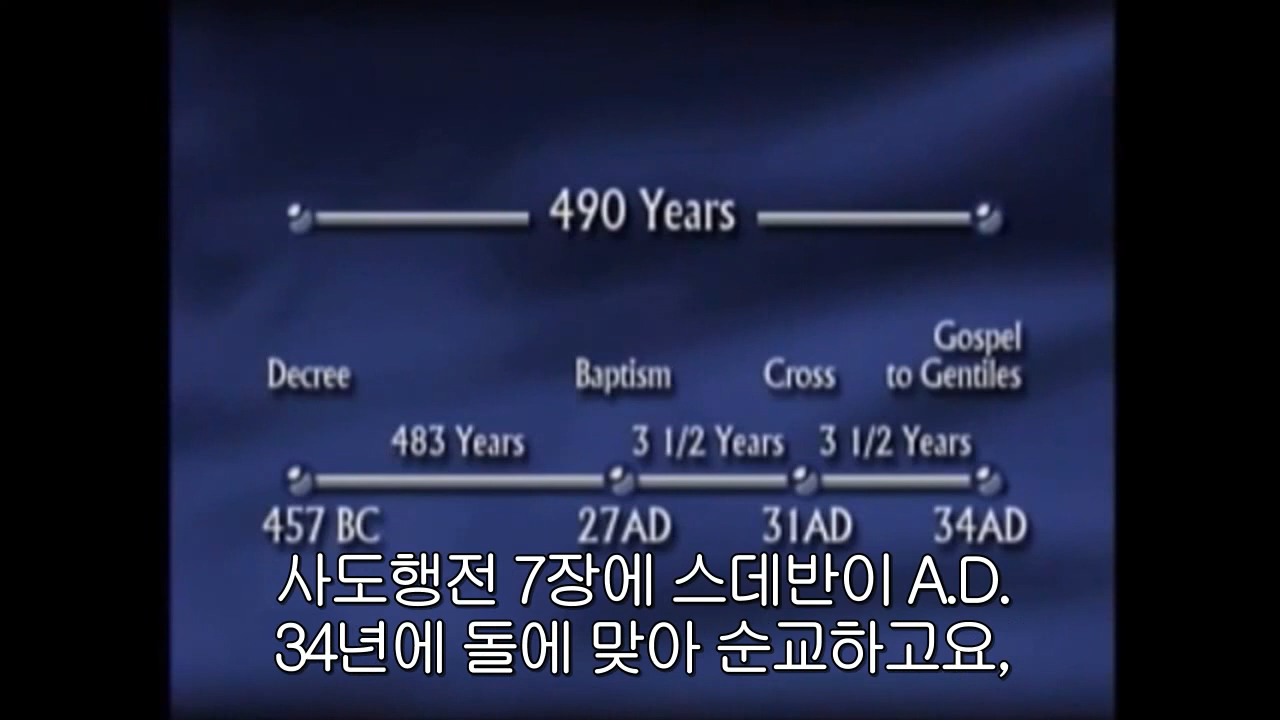 490 Years
Decree
Baptism
Cross
Gospel
to Gentiles
483 Years
3 1/2 Years
3 1/2 Years
457 BC
27AD
31AD
34AD
사도행전 7장에 스데반이 A.D.
34년에 돌에 맞아 순교하고요,